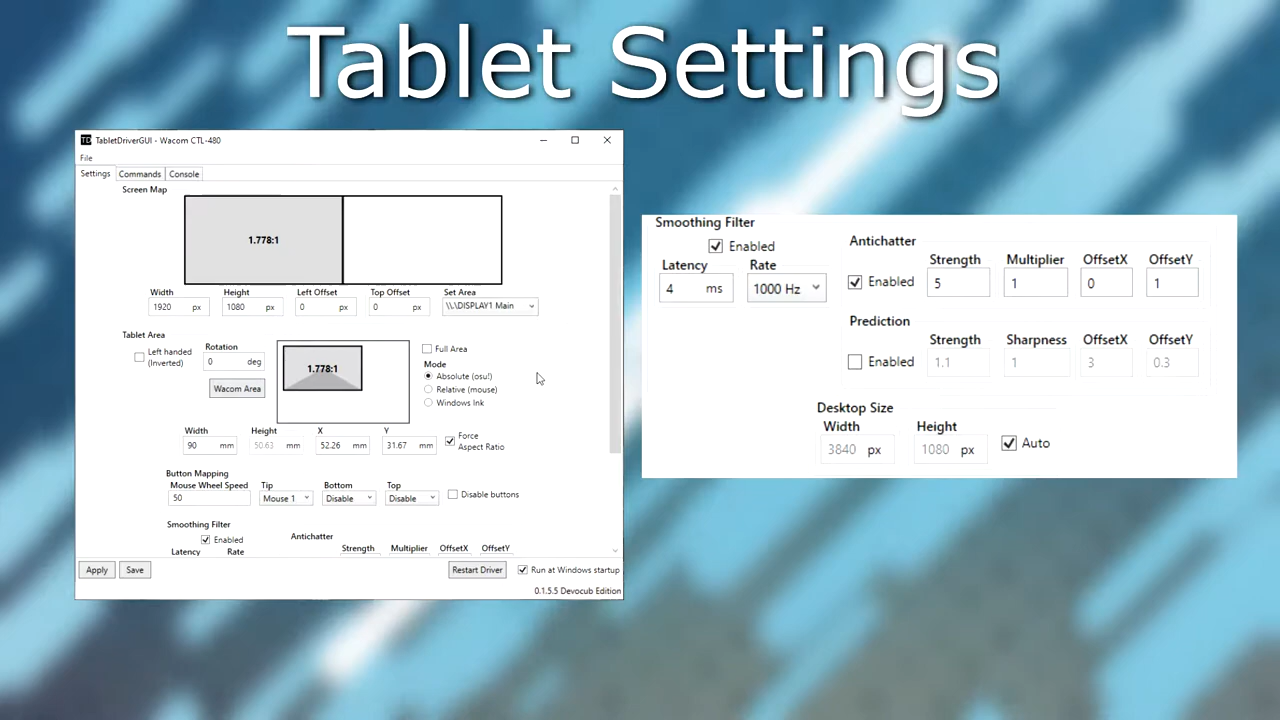 Tablet Settings
TD TabletDriverGUI - Wacom CTL-480
File
Settings Commands Console
Screen Map
1.778:1
Width Height Left Offset Top Offset Set Area
1920 px 1080 px 0 px 0 px \\.\DISPLAY1 Main
Tablet Area
Left handed
(Inverted)
Rotation
0 deg
Wacom Area
1.778:1
Full Area
Mode
Absolute (osu!)
Relative (mouse)
Windows Ink
Width Height X Y
90 mm 50.63 mm 52.26 mm 31.67 mm
Force
Aspect Ratio
Button Mapping
Mouse Wheel Speed Tip Bottom Top
50 Mouse 1 Disable Disable Disable buttons
Smoothing Filter
Enabled
Latency Rate
Antichatter
Strength Multiplier OffsetX OffsetY
Apply Save Restart Driver Run at Windows startup
0.1.5.5 Devocub Edition
Smoothing Filter
Enabled
Latency Rate
4 ms 1000 Hz
Antichatter
Strength Multiplier OffsetX OffsetY
Enabled 5 1 0 1
Prediction
Strength Sharpness OffsetX OffsetY
Enabled 1.1 1 3 0.3
Desktop Size
Width Height
3840 px 1080 px Auto